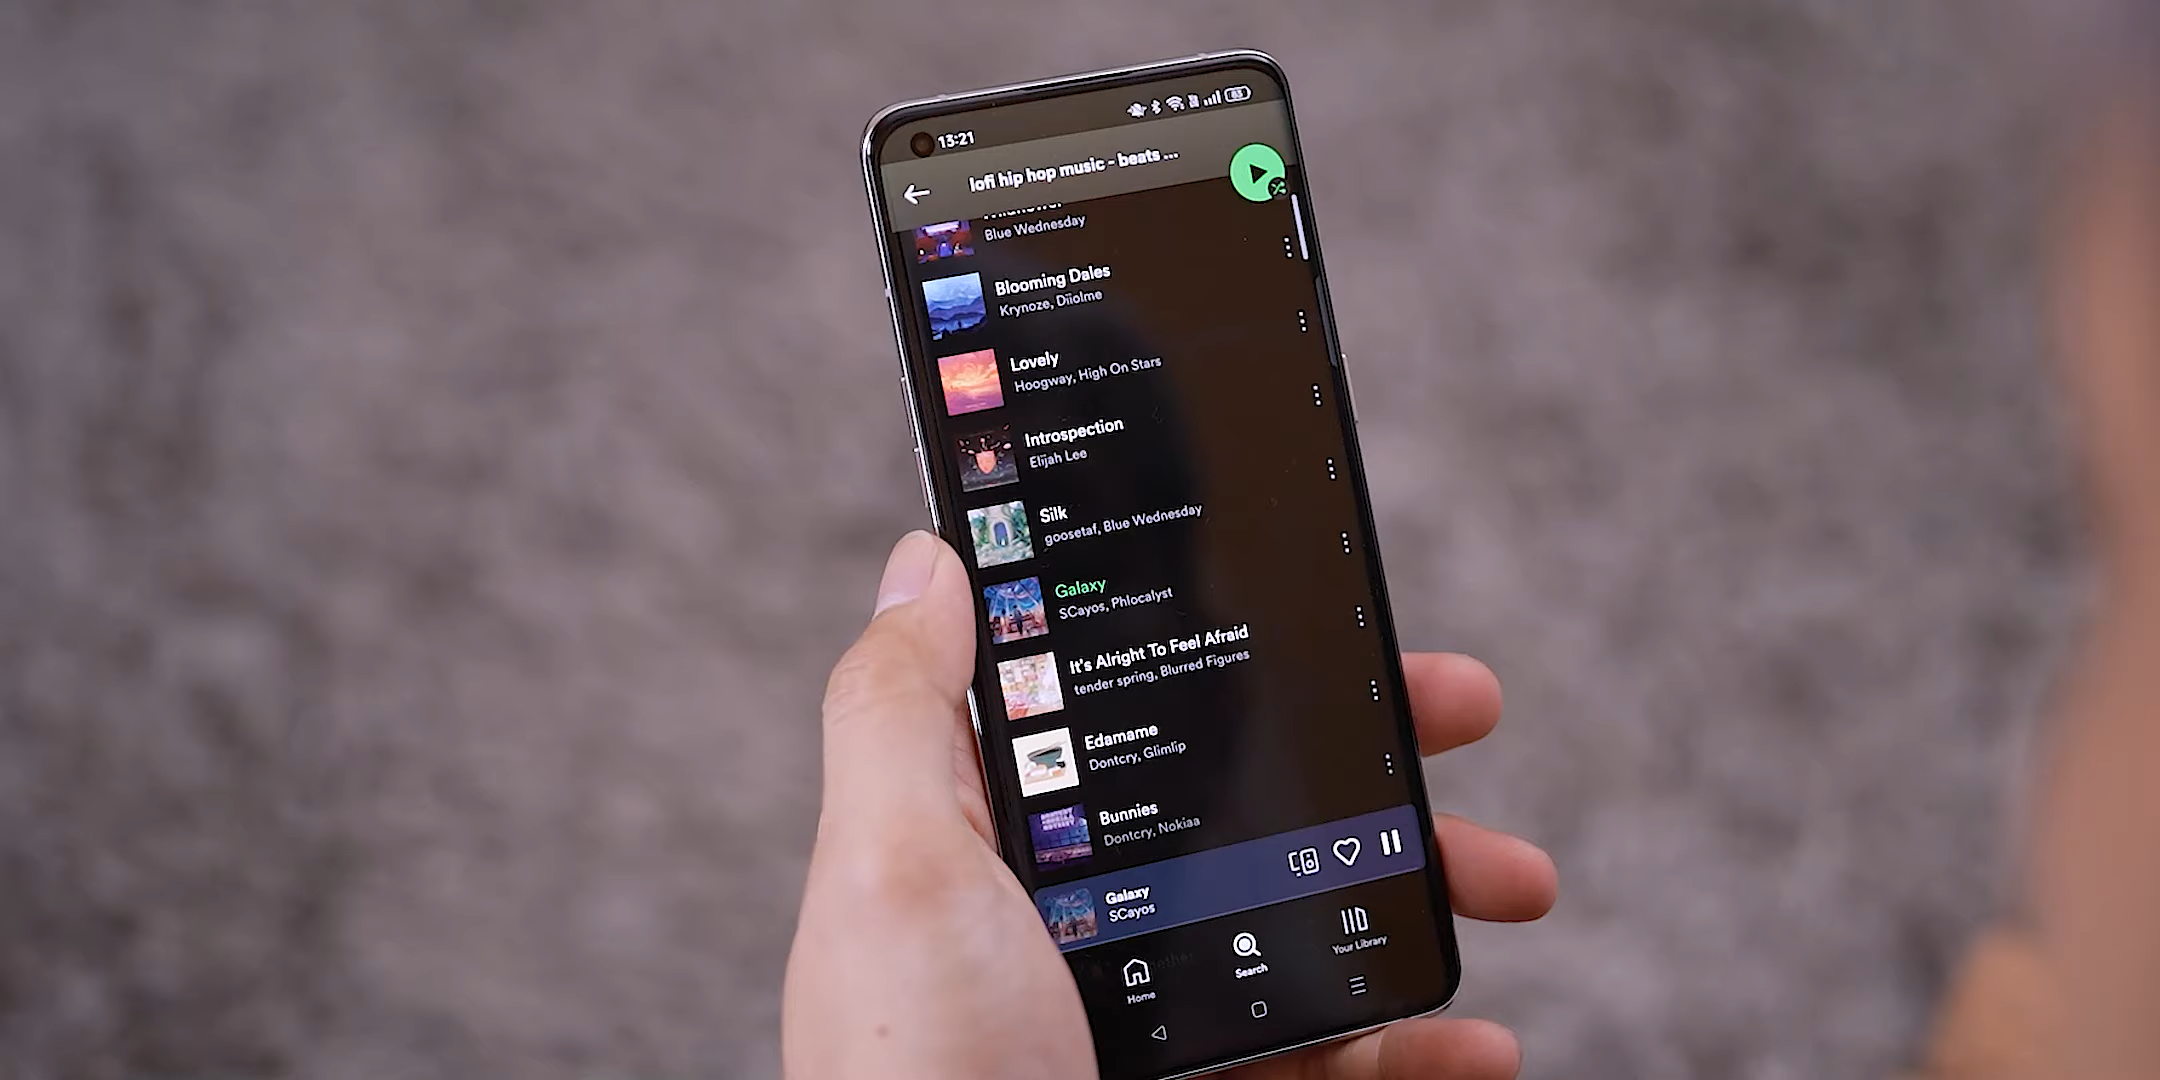 13:21
83
lofi hip hop music - beats ...
Blue Wednesday
Blooming Dales
Krynoze, Dïïolme
Lovely
Hoogway, High On Stars
Introspection
Elijah Lee
Silk
goosetaf, Blue Wednesday
Galaxy
SCayos, Phlocalyst
It's Alright To Feel Afraid
tender spring, Blurred Figures
Edamame
Dontcry, Glimlip
Bunnies
Dontcry, Nokiaa
Galaxy
SCayos
Home
Search
Your Library